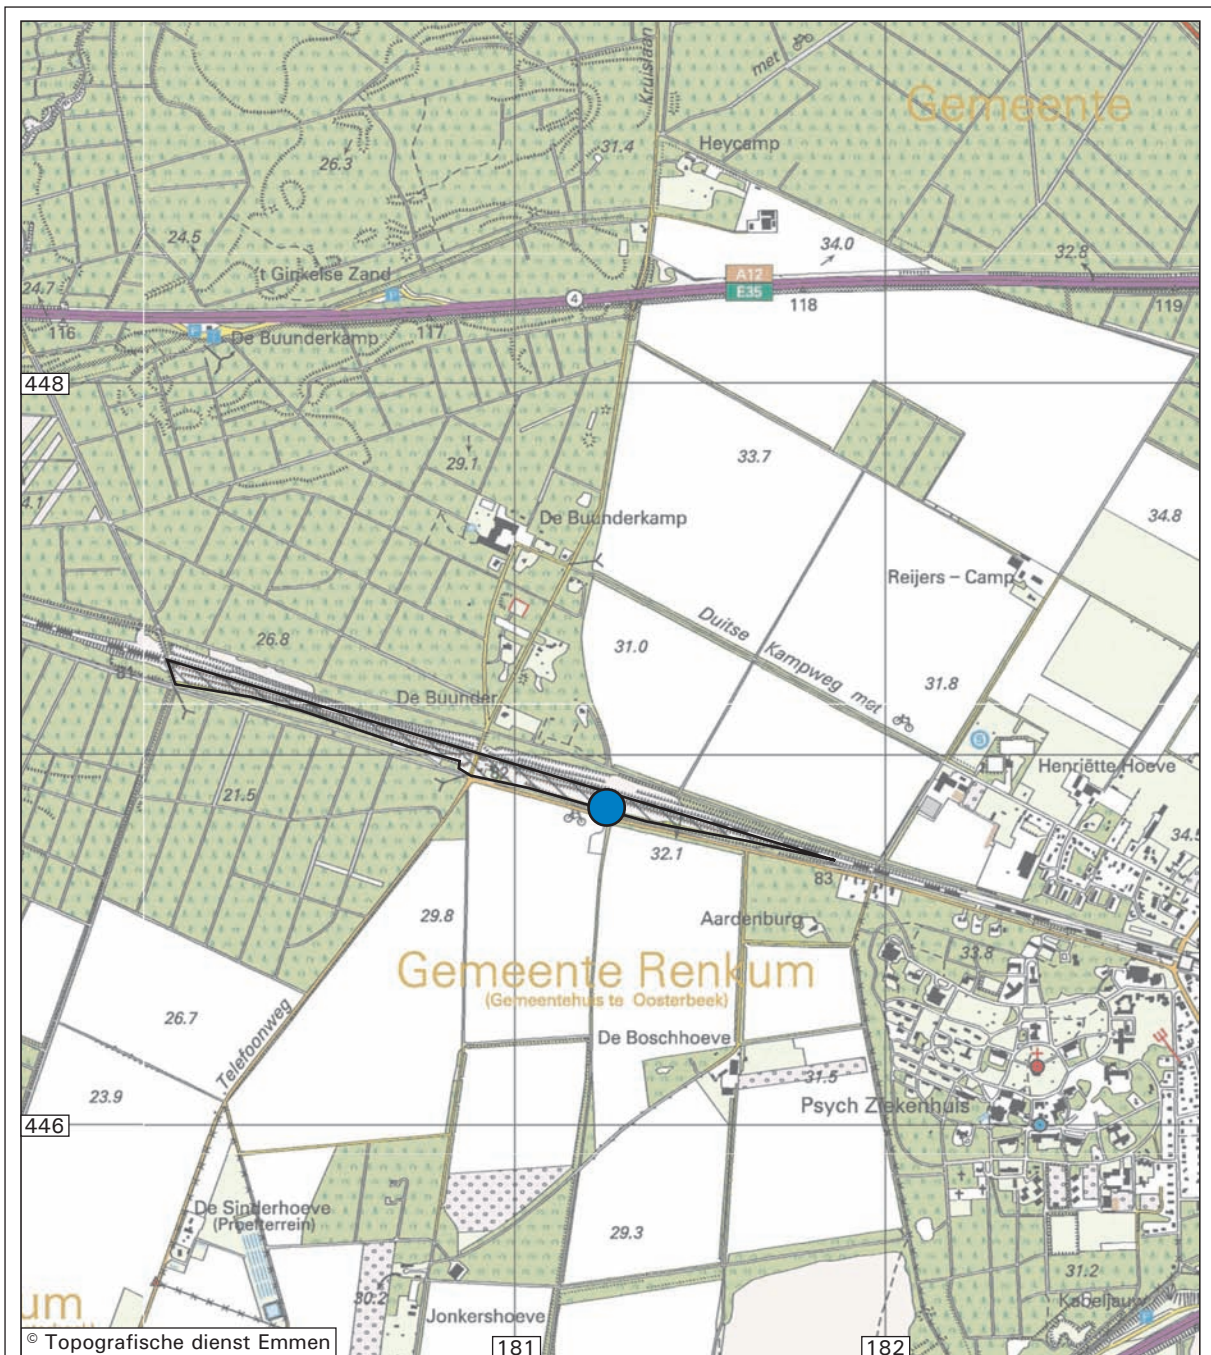 Kruislaan
met
Gemeente
26.3
31.4
Heycamp
24.5
34.0
32.8
't Ginkelse Zand
A12
E35
24.7
4
118
119
116
117
De Buunderkamp
448
33.7
29.1
34.8
4.1
De Buunderkamp
Reijers – Camp
Duitse Kampweg met
26.8
31.0
81
31.8
De Buunder
82
Henriëtte Hoeve
21.5
34.5
32.1
83
29.8
Aardenburg
33.8
Gemeente Renkum
(Gemeentehuis te Oosterbeek)
26.7
Telefoonweg
De Boschhoeve
31.5
23.9
Psych Ziekenhuis
446
De Sinderhoeve
(Proefterrein)
29.3
31.2
30.2
Kabeljauw
um
Jonkershoeve
© Topografische dienst Emmen
181
182